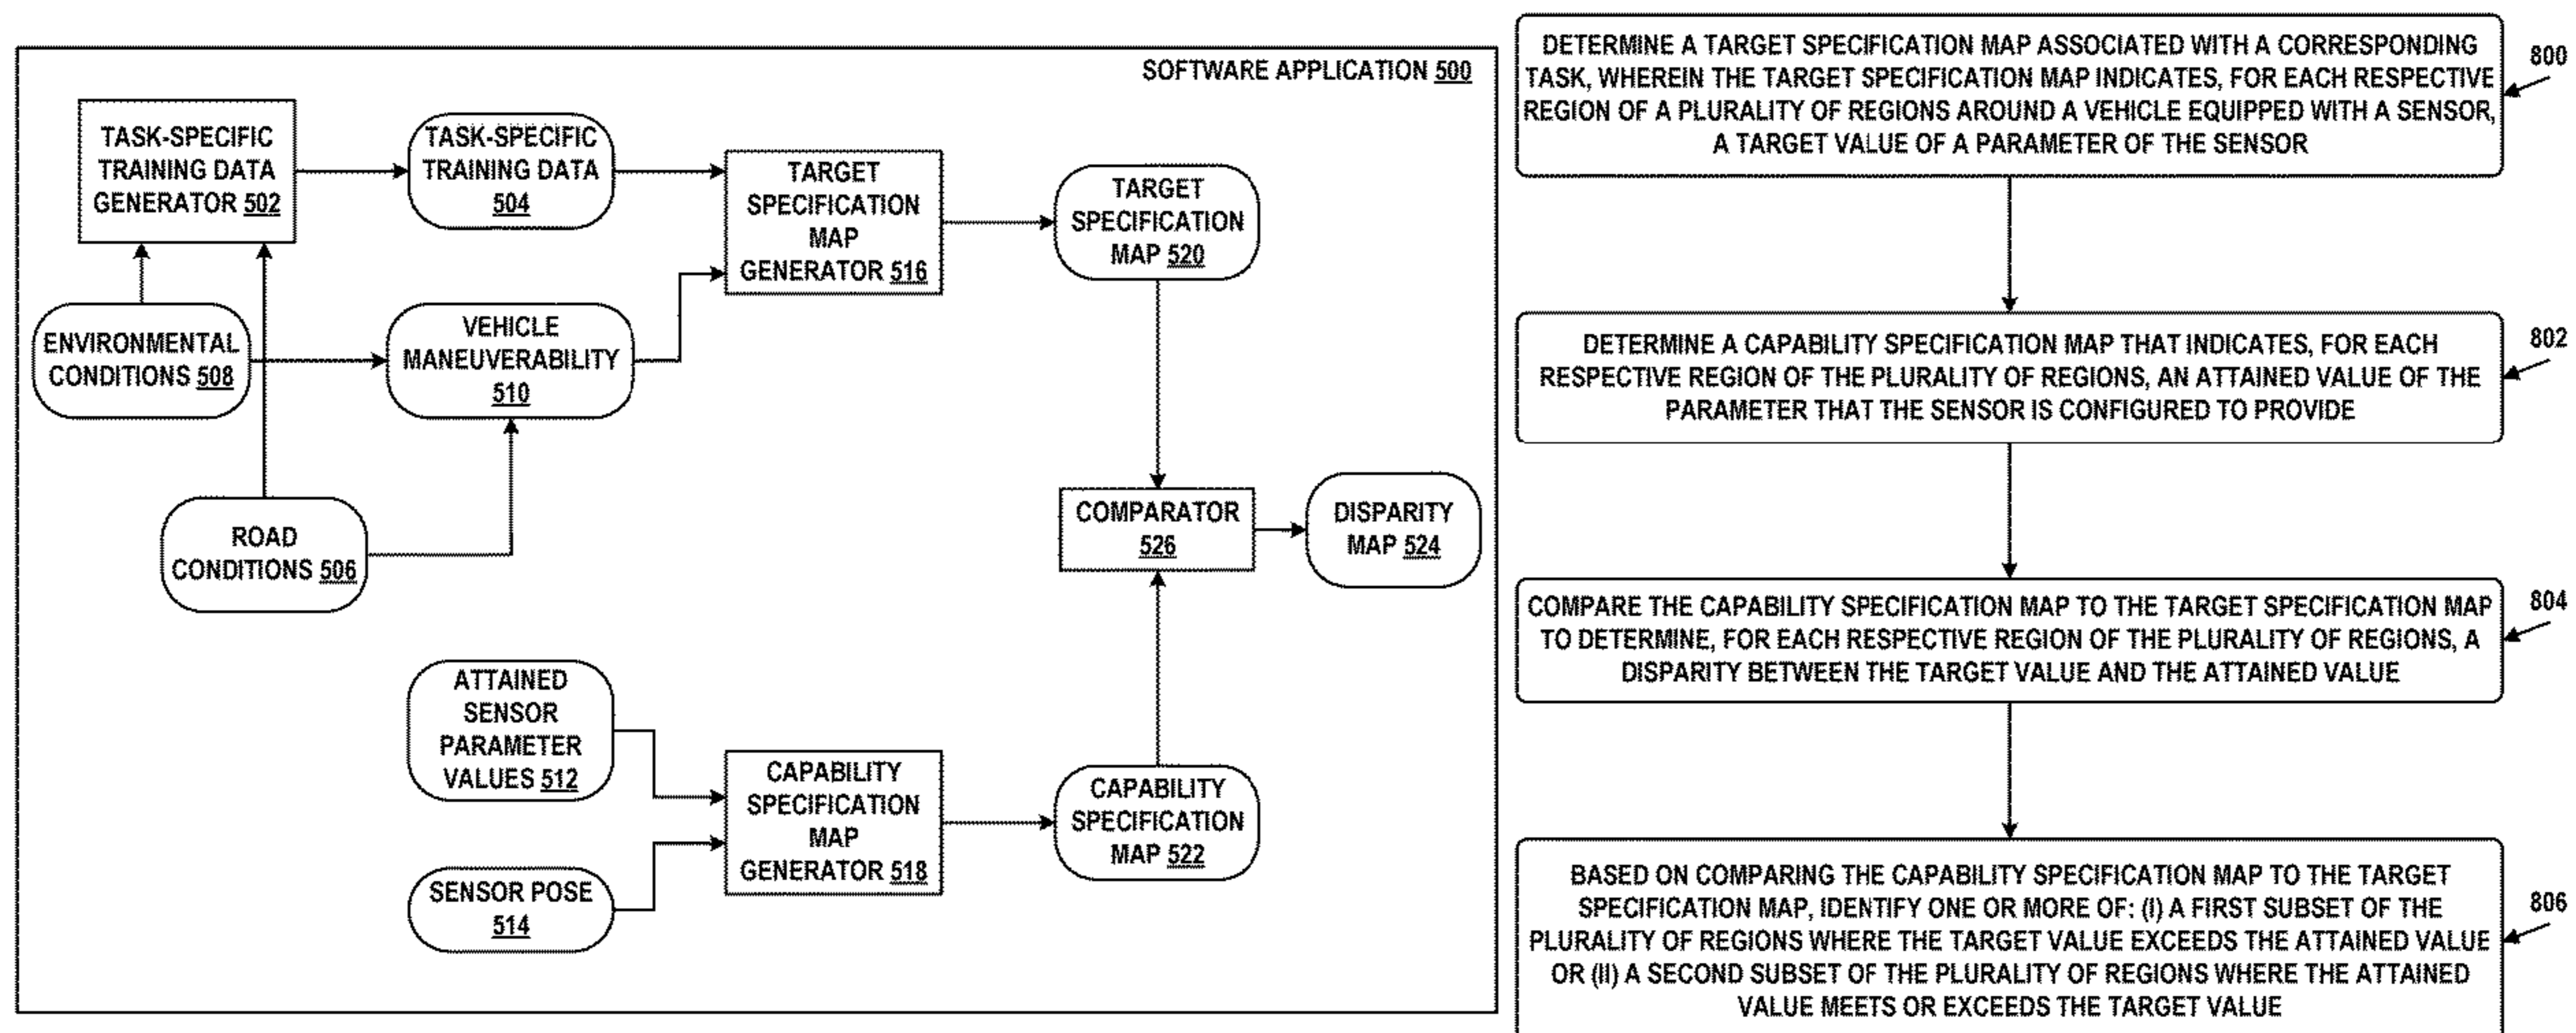 SOFTWARE APPLICATION 500
TASK-SPECIFIC
TRAINING DATA
GENERATOR 502
TASK-SPECIFIC
TRAINING DATA
504
TARGET
SPECIFICATION
MAP
GENERATOR 516
TARGET
SPECIFICATION
MAP 520
ENVIRONMENTAL
CONDITIONS 508
VEHICLE
MANEUVERABILITY
510
ROAD
CONDITIONS 506
COMPARATOR
526
DISPARITY
MAP 524
ATTAINED
SENSOR
PARAMETER
VALUES 512
CAPABILITY
SPECIFICATION
MAP
GENERATOR 518
CAPABILITY
SPECIFICATION
MAP 522
SENSOR POSE
514
DETERMINE A TARGET SPECIFICATION MAP ASSOCIATED WITH A CORRESPONDING
TASK, WHEREIN THE TARGET SPECIFICATION MAP INDICATES, FOR EACH RESPECTIVE
REGION OF A PLURALITY OF REGIONS AROUND A VEHICLE EQUIPPED WITH A SENSOR,
A TARGET VALUE OF A PARAMETER OF THE SENSOR
800
DETERMINE A CAPABILITY SPECIFICATION MAP THAT INDICATES, FOR EACH
RESPECTIVE REGION OF THE PLURALITY OF REGIONS, AN ATTAINED VALUE OF THE
PARAMETER THAT THE SENSOR IS CONFIGURED TO PROVIDE
802
COMPARE THE CAPABILITY SPECIFICATION MAP TO THE TARGET SPECIFICATION MAP
TO DETERMINE, FOR EACH RESPECTIVE REGION OF THE PLURALITY OF REGIONS, A
DISPARITY BETWEEN THE TARGET VALUE AND THE ATTAINED VALUE
804
BASED ON COMPARING THE CAPABILITY SPECIFICATION MAP TO THE TARGET
SPECIFICATION MAP, IDENTIFY ONE OR MORE OF: (I) A FIRST SUBSET OF THE
PLURALITY OF REGIONS WHERE THE TARGET VALUE EXCEEDS THE ATTAINED VALUE
OR (II) A SECOND SUBSET OF THE PLURALITY OF REGIONS WHERE THE ATTAINED
VALUE MEETS OR EXCEEDS THE TARGET VALUE
806